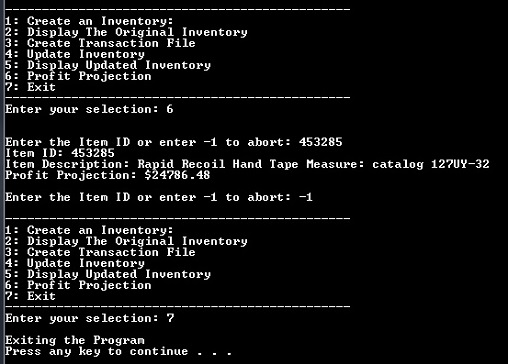 ------------------------------------------------
1: Create an Inventory:
2: Display The Original Inventory
3: Create Transaction File
4: Update Inventory
5: Display Updated Inventory
6: Profit Projection
7: Exit
------------------------------------------------
Enter your selection: 6
Enter the Item ID or enter -1 to abort: 453285
Item ID: 453285
Item Description: Rapid Recoil Hand Tape Measure: catalog 127UY-32
Profit Projection: $24786.48
Enter the Item ID or enter -1 to abort: -1
------------------------------------------------
1: Create an Inventory:
2: Display The Original Inventory
3: Create Transaction File
4: Update Inventory
5: Display Updated Inventory
6: Profit Projection
7: Exit
------------------------------------------------
Enter your selection: 7
Exiting the Program
Press any key to continue . . .